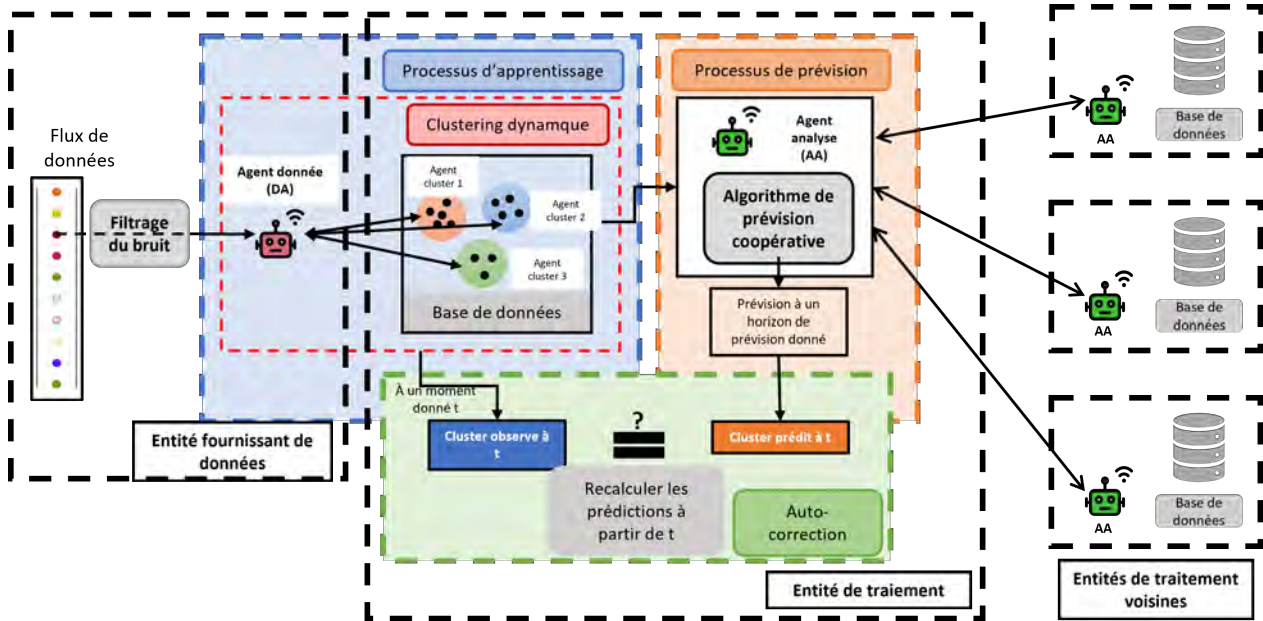 Flux de
données
Filtrage
du bruit
Agent donnée
(DA)
Entité fournissant de
données
Processus d'apprentissage
Clustering dynamque
Agent
cluster 1
Agent
cluster 2
Agent
cluster 3
Base de données
Processus de prévision
Agent
analyse
(AA)
Algorithme de
prévision
coopérative
Prévision à un
horizon de
prévision donné
À un moment
donné t
Cluster observe à
t
?
Cluster prédit à t
Recalculer les
prédictions à
partir de t
Auto-
correction
Entité de traiement
AA
Base de
données
AA
Base de
données
AA
Base de
données
Entités de traitement
voisines